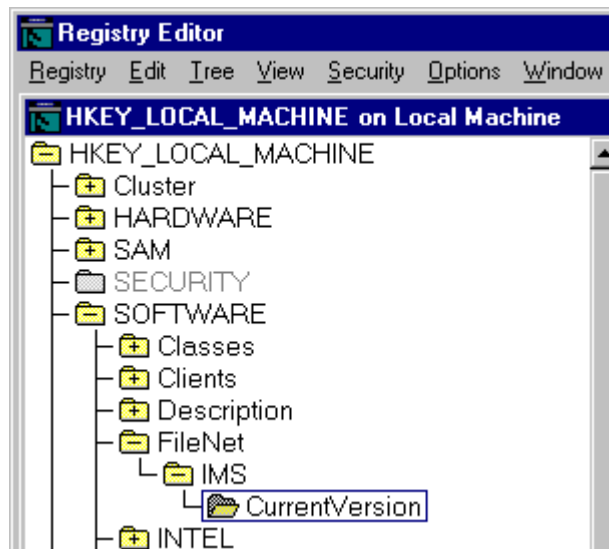 Registry Editor
Registry Edit Tree View Security Options Window
HKEY_LOCAL_MACHINE on Local Machine
HKEY_LOCAL_MACHINE
Cluster
HARDWARE
SAM
SECURITY
SOFTWARE
Classes
Clients
Description
FileNet
IMS
CurrentVersion
INTEL